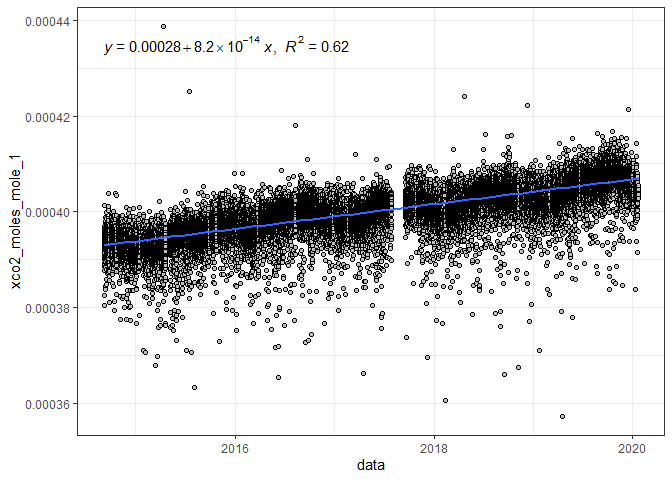 0.00044
y = 0.00028 + 8.2 × 10⁻¹⁴ x, R² = 0.62
0.00042
0.00040
0.00038
0.00036
xco2_moles_mole_1
2016 2018 2020
data